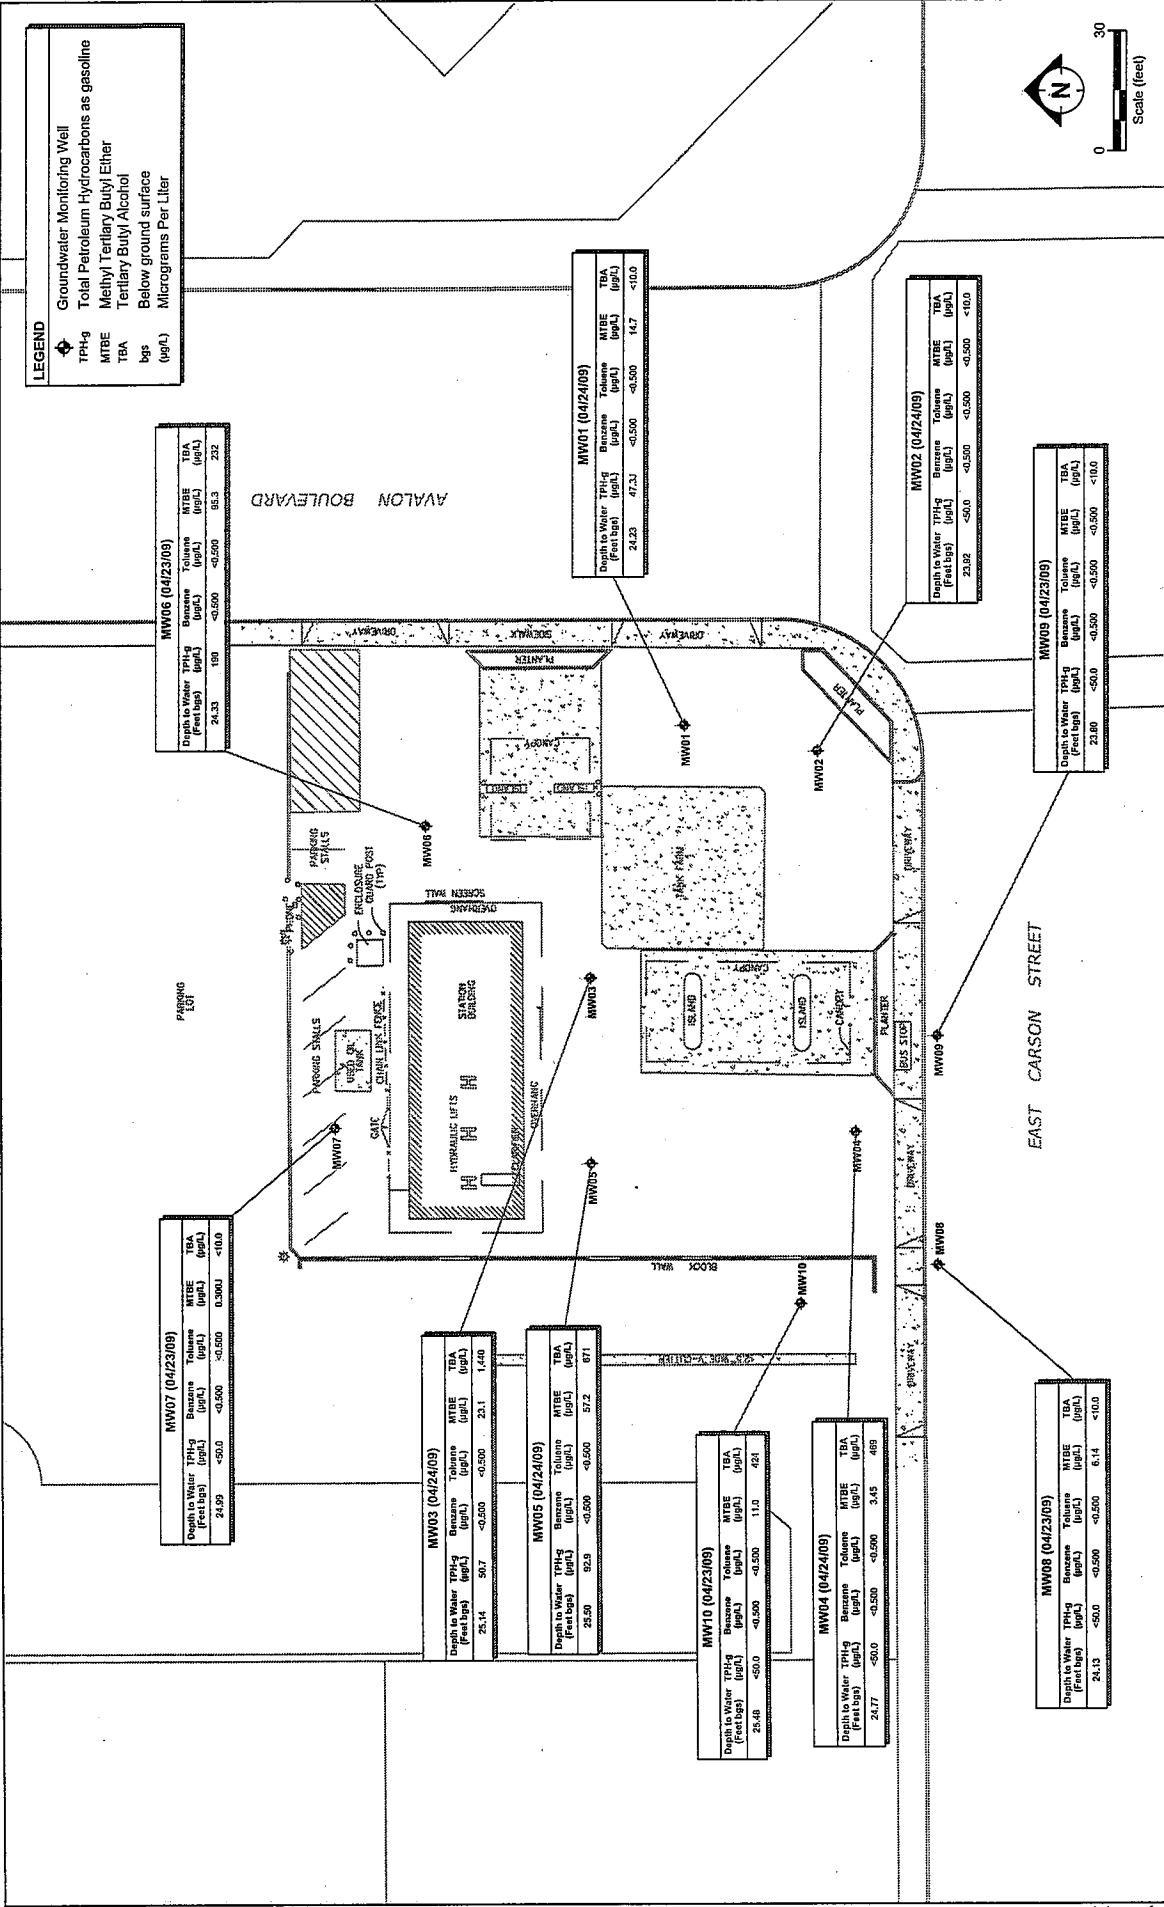 LEGEND
Groundwater Monitoring Well
TPH-g Total Petroleum Hydrocarbons as gasoline
MTBE Methyl Tertiary Butyl Ether
TBA Tertiary Butyl Alcohol
bgs Below ground surface
(µg/L) Micrograms Per Liter
MW07 (04/23/09)
Depth to Water (Feet bgs) TPH-g (µg/L) Benzene (µg/L) Toluene (µg/L) MTBE (µg/L) TBA (µg/L)
24.99 <50.0 <0.500 <0.500 0.300J <10.0
MW06 (04/23/09)
Depth to Water (Feet bgs) TPH-g (µg/L) Benzene (µg/L) Toluene (µg/L) MTBE (µg/L) TBA (µg/L)
24.33 190 <0.500 <0.500 95.3 232
MW03 (04/24/09)
Depth to Water (Feet bgs) TPH-g (µg/L) Benzene (µg/L) Toluene (µg/L) MTBE (µg/L) TBA (µg/L)
25.14 50.7 <0.500 <0.500 23.1 1,440
MW05 (04/24/09)
Depth to Water (Feet bgs) TPH-g (µg/L) Benzene (µg/L) Toluene (µg/L) MTBE (µg/L) TBA (µg/L)
25.50 92.9 <0.500 <0.500 57.2 671
MW10 (04/23/09)
Depth to Water (Feet bgs) TPH-g (µg/L) Benzene (µg/L) Toluene (µg/L) MTBE (µg/L) TBA (µg/L)
25.48 <50.0 <0.500 <0.500 11.0 424
MW04 (04/24/09)
Depth to Water (Feet bgs) TPH-g (µg/L) Benzene (µg/L) Toluene (µg/L) MTBE (µg/L) TBA (µg/L)
24.77 <50.0 <0.500 <0.500 3.45 469
MW08 (04/23/09)
Depth to Water (Feet bgs) TPH-g (µg/L) Benzene (µg/L) Toluene (µg/L) MTBE (µg/L) TBA (µg/L)
24.13 <50.0 <0.500 <0.500 6.14 <10.0
MW01 (04/24/09)
Depth to Water (Feet bgs) TPH-g (µg/L) Benzene (µg/L) Toluene (µg/L) MTBE (µg/L) TBA (µg/L)
24.23 47.3J <0.500 <0.500 14.7 <10.0
MW02 (04/24/09)
Depth to Water (Feet bgs) TPH-g (µg/L) Benzene (µg/L) Toluene (µg/L) MTBE (µg/L) TBA (µg/L)
23.92 <50.0 <0.500 <0.500 <0.500 <10.0
MW09 (04/23/09)
Depth to Water (Feet bgs) TPH-g (µg/L) Benzene (µg/L) Toluene (µg/L) MTBE (µg/L) TBA (µg/L)
23.80 <50.0 <0.500 <0.500 <0.500 <10.0
PARKING
LOT
PARKING STALLS
USED OIL
TANK
CHAIN LINK FENCE
GATE
PHONE
ENCLOSURE
GUARD POST
(TYP)
PARKING
STALLS
HYDRAULIC LIFTS
STATION
BUILDING
OVERHANG
OVERHANG
SCREEN WALL
BLOCK WALL
WIDE V-GUTTER
MW07
MW06
MW03
MW05
MW10
MW04
MW08
MW09
MW01
MW02
CANOPY
ISLAND
ISLAND
TANK FARM
CANOPY
ISLAND
ISLAND
CANOPY
PLANTER
BUS STOP
PLANTER
PLANTER
DRIVEWAY
SIDEWALK
DRIVEWAY
DRIVEWAY
DRIVEWAY
DRIVEWAY
AVALON BOULEVARD
EAST CARSON STREET
N
0 30
Scale (feet)